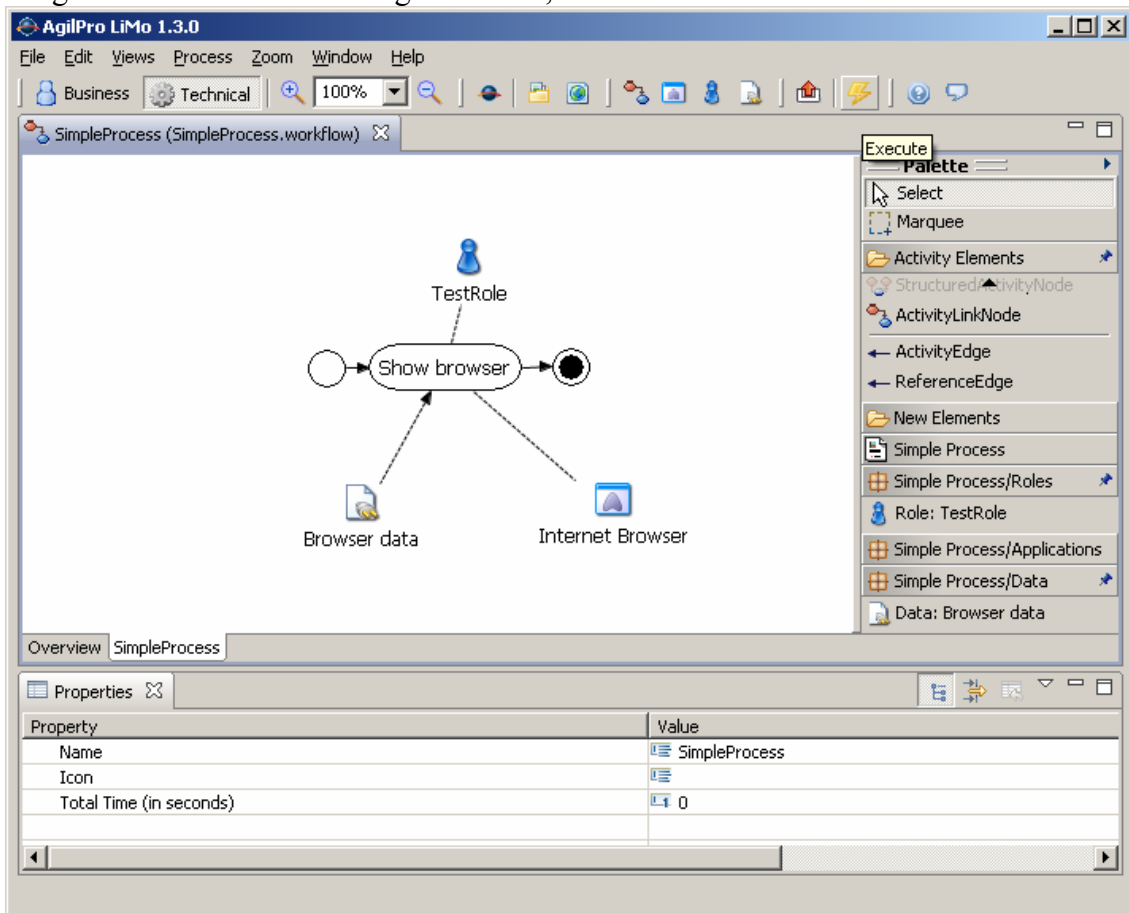 AgilPro LiMo 1.3.0
File Edit Views Process Zoom Window Help
Business Technical 100%
SimpleProcess (SimpleProcess.workflow)
Execute
Palette
Select
Marquee
Activity Elements
StructuredActivityNode
ActivityLinkNode
ActivityEdge
ReferenceEdge
New Elements
Simple Process
Simple Process/Roles
Role: TestRole
Simple Process/Applications
Simple Process/Data
Data: Browser data
TestRole
Show browser
Browser data
Internet Browser
Overview SimpleProcess
Properties
Property Value
Name SimpleProcess
Icon
Total Time (in seconds) 0